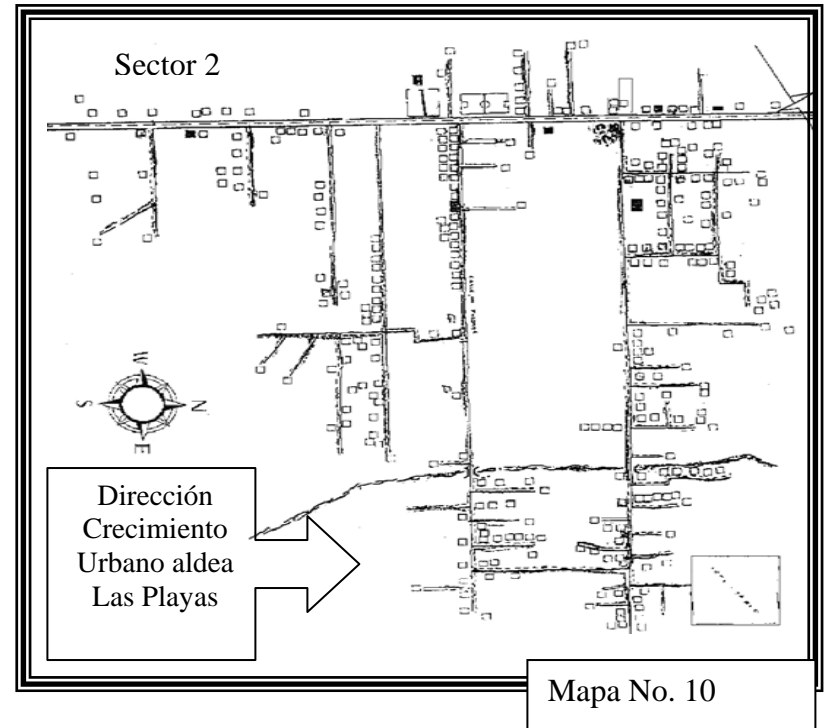 Sector 2
W
S
N
E
Dirección
Crecimiento
Urbano aldea
Las Playas
Mapa No. 10